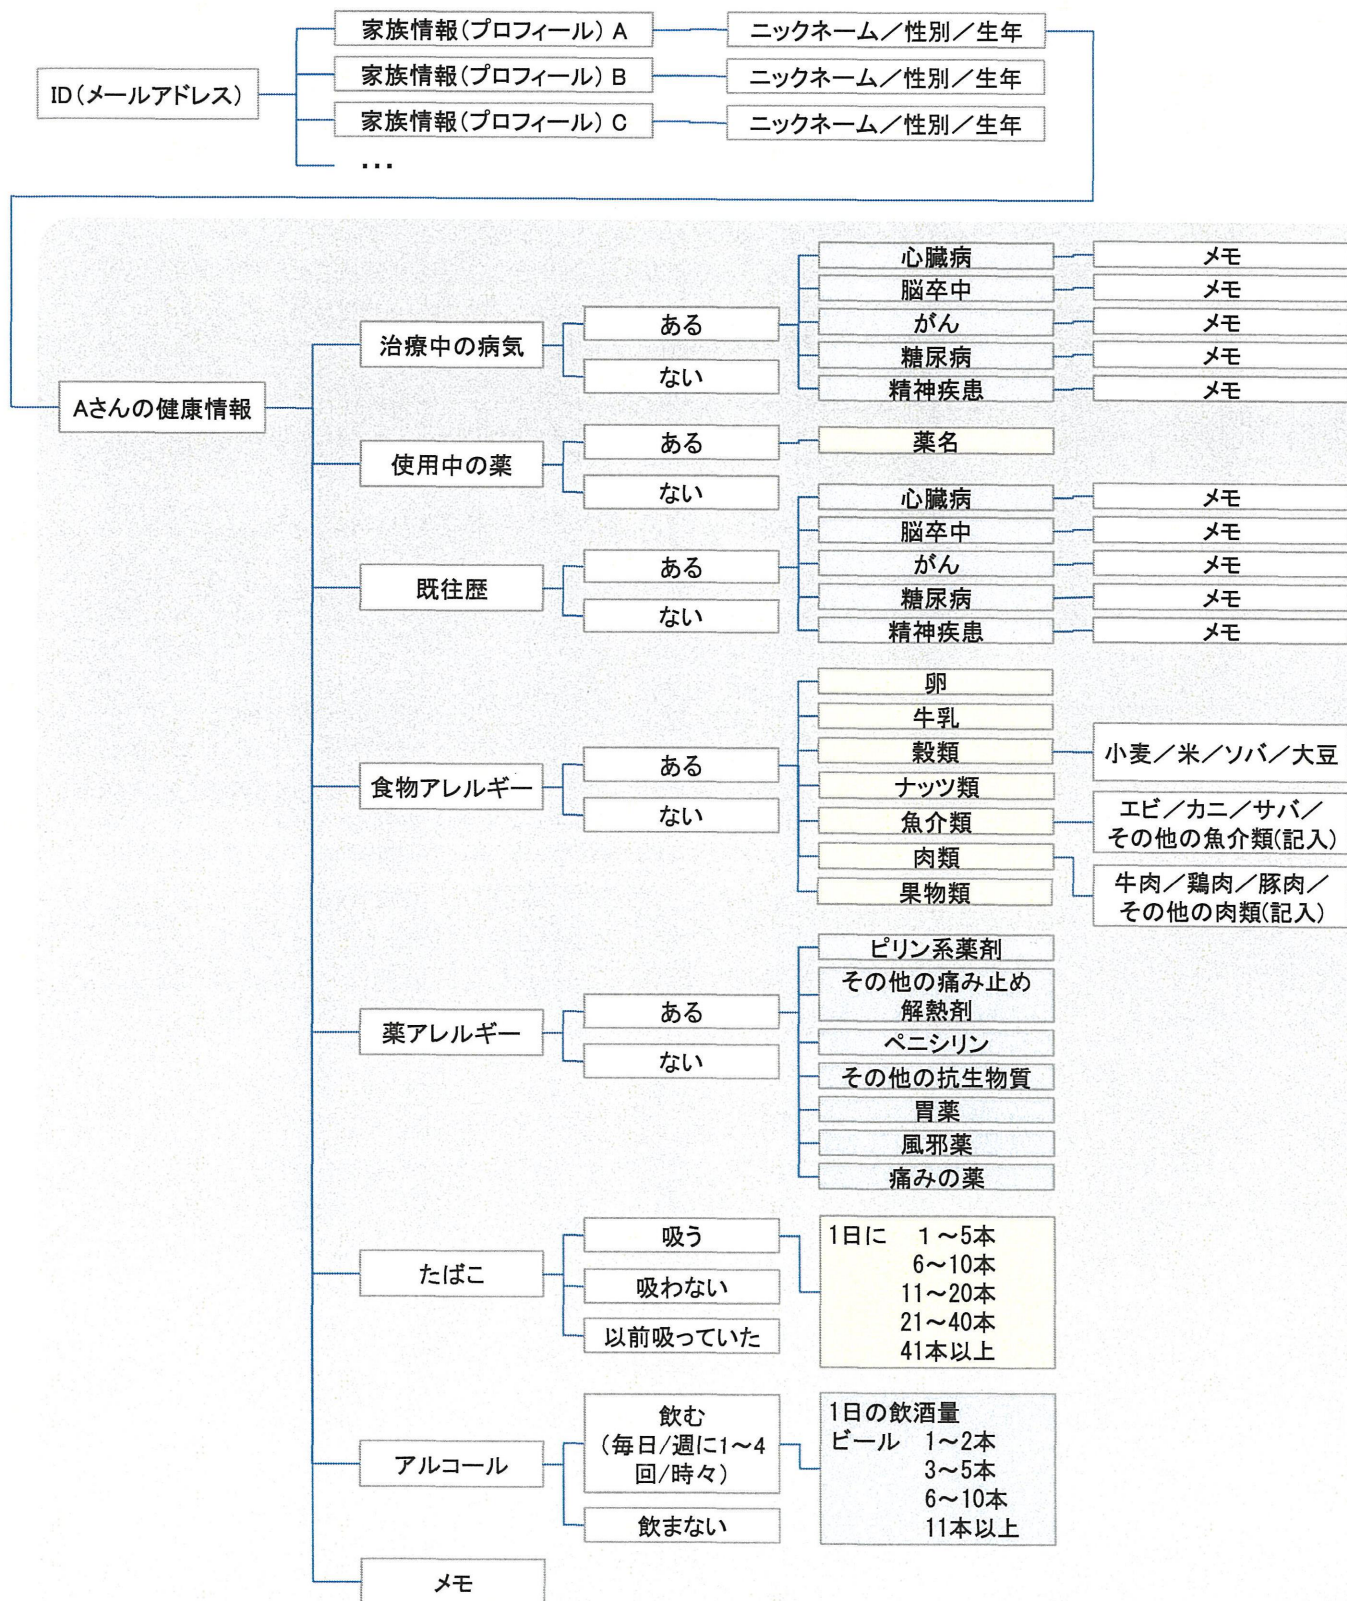 家族情報(プロフィール) A
ニックネーム／性別／生年
ID(メールアドレス)
家族情報(プロフィール) B
ニックネーム／性別／生年
家族情報(プロフィール) C
ニックネーム／性別／生年
・・・
Aさんの健康情報
治療中の病気
ある
心臓病
メモ
脳卒中
メモ
がん
メモ
糖尿病
メモ
精神疾患
メモ
ない
使用中の薬
ある
薬名
ない
既往歴
ある
心臓病
メモ
脳卒中
メモ
がん
メモ
糖尿病
メモ
精神疾患
メモ
ない
食物アレルギー
ある
卵
牛乳
穀類
小麦／米／ソバ／大豆
ナッツ類
魚介類
エビ／カニ／サバ／
その他の魚介類(記入)
肉類
牛肉／鶏肉／豚肉／
その他の肉類(記入)
果物類
ない
薬アレルギー
ある
ピリン系薬剤
その他の痛み止め
解熱剤
ペニシリン
その他の抗生物質
胃薬
風邪薬
痛みの薬
ない
たばこ
吸う
1日に 1～5本
6～10本
11～20本
21～40本
41本以上
吸わない
以前吸っていた
アルコール
飲む
(毎日/週に1～4
回/時々)
1日の飲酒量
ビール 1～2本
3～5本
6～10本
11本以上
飲まない
メモ